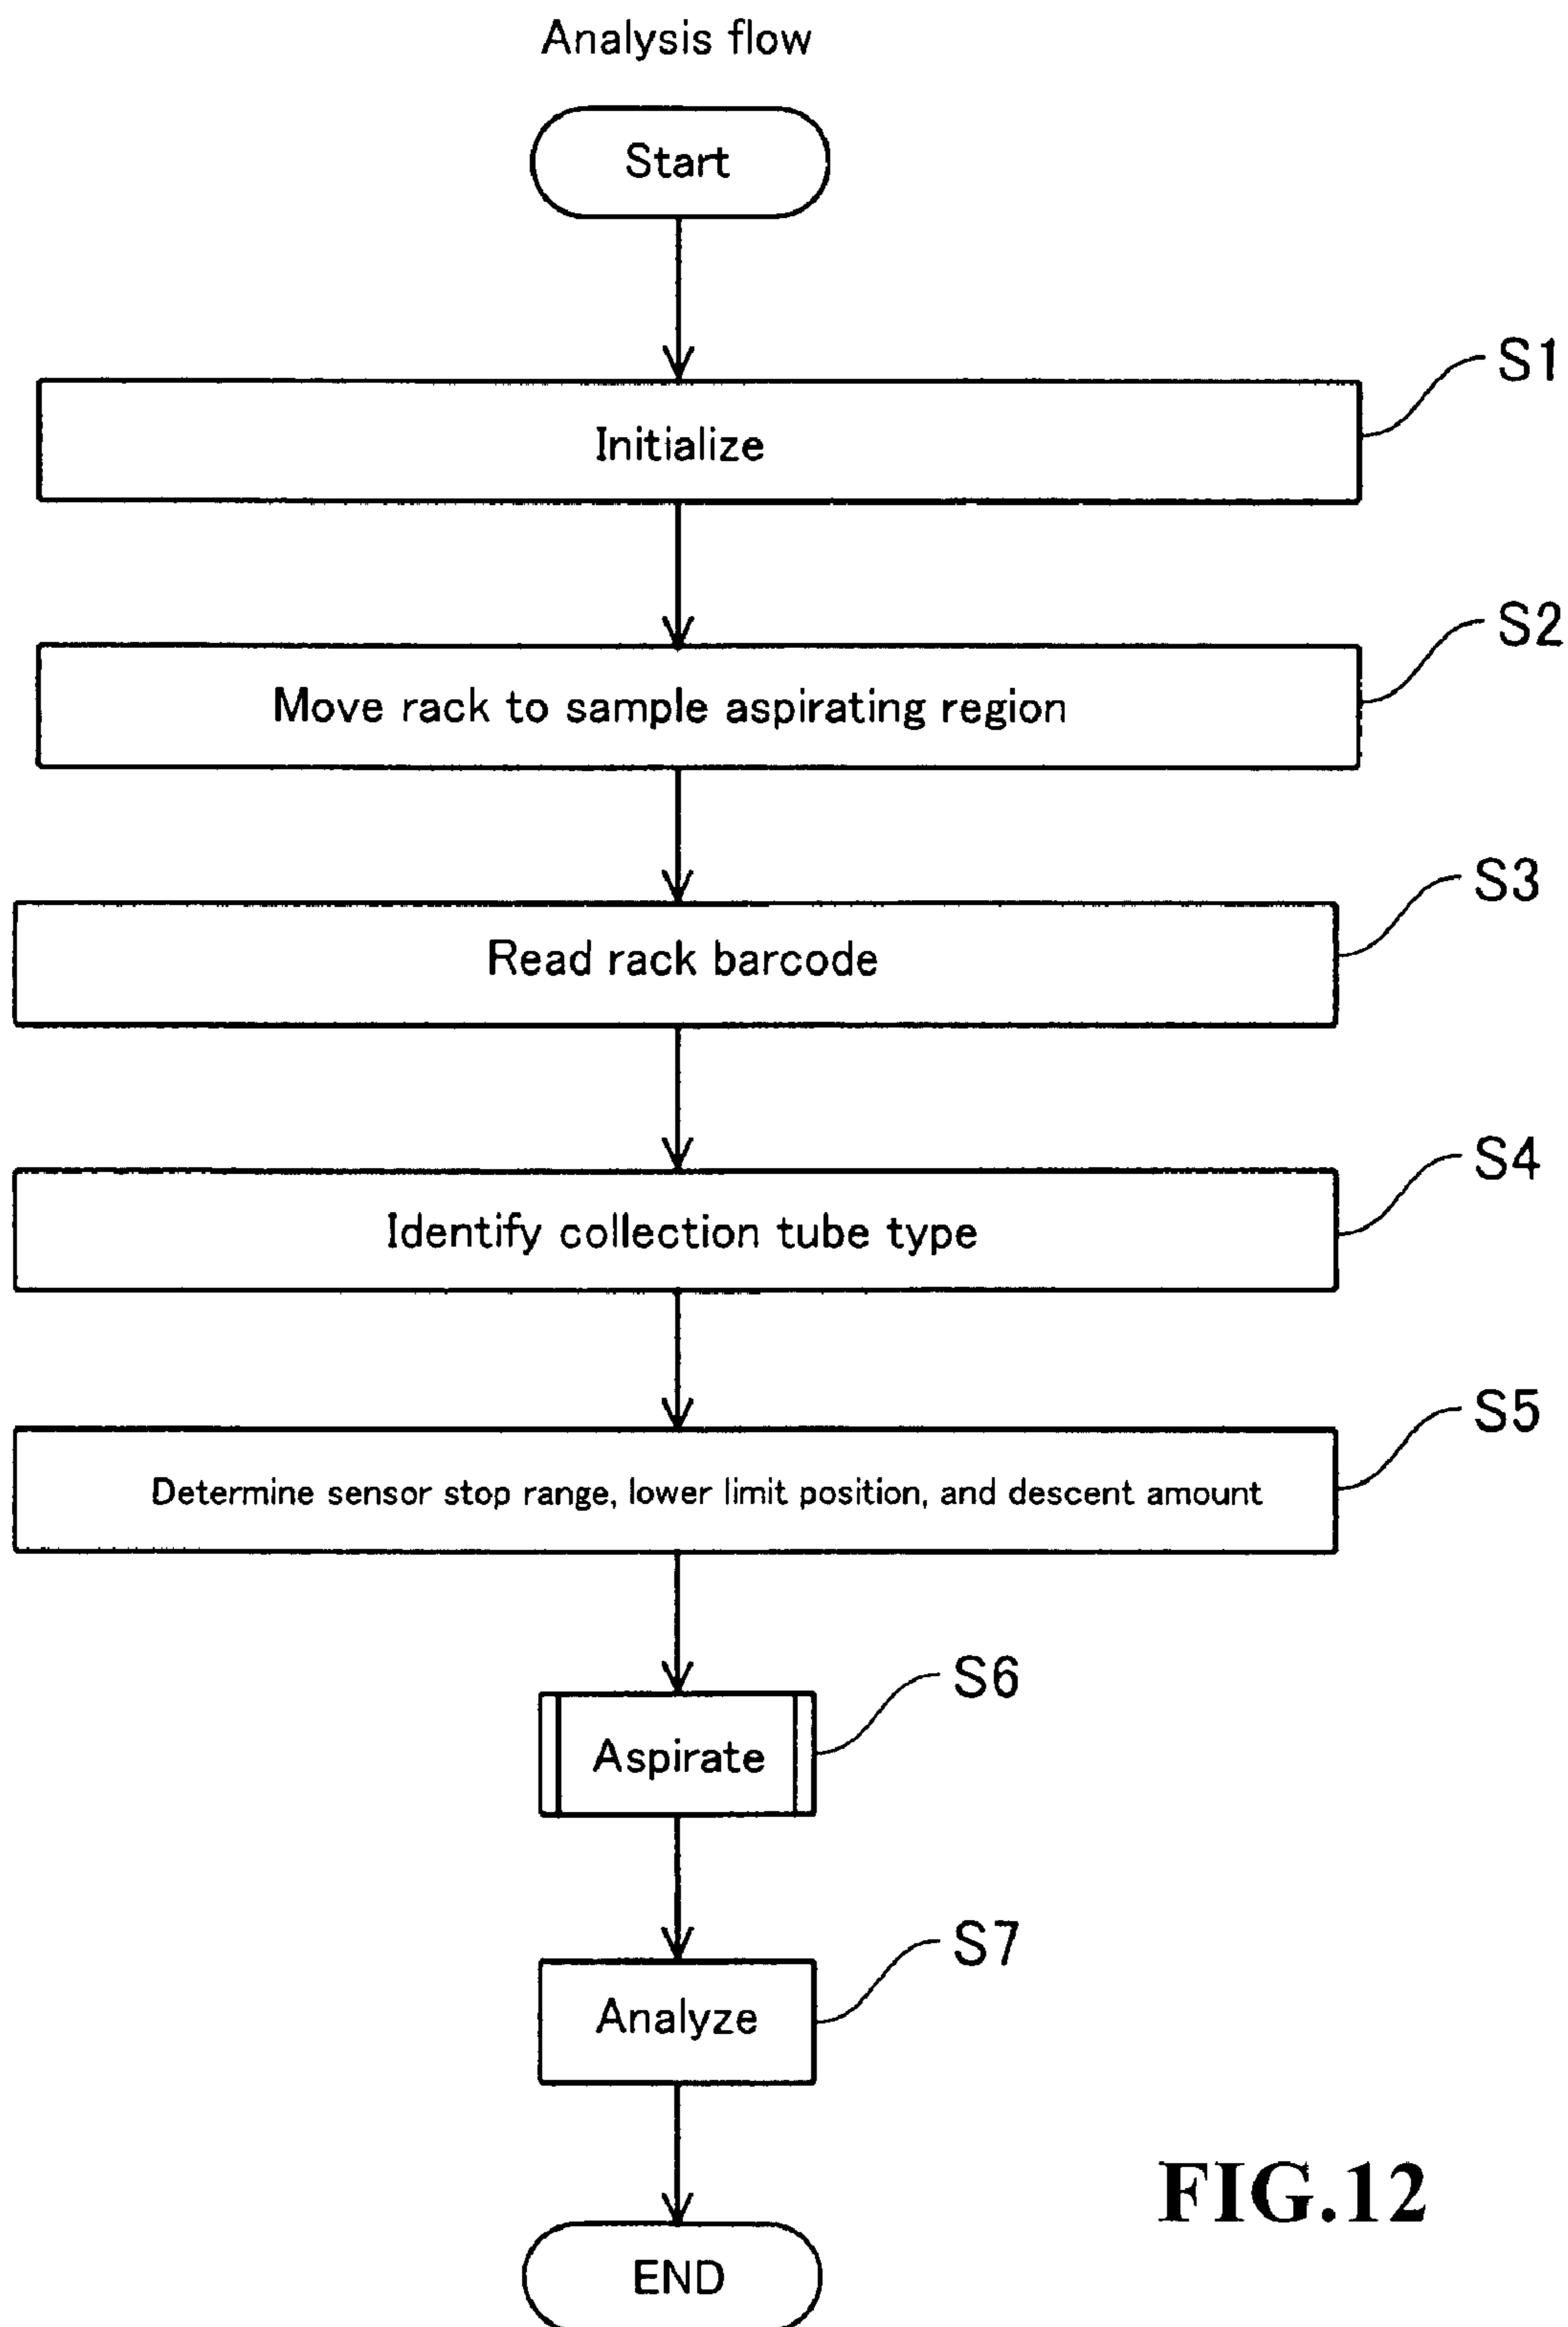 Analysis flow
Start
S1
Initialize
S2
Move rack to sample aspirating region
S3
Read rack barcode
S4
Identify collection tube type
S5
Determine sensor stop range, lower limit position, and descent amount
S6
Aspirate
S7
Analyze
END
FIG.12